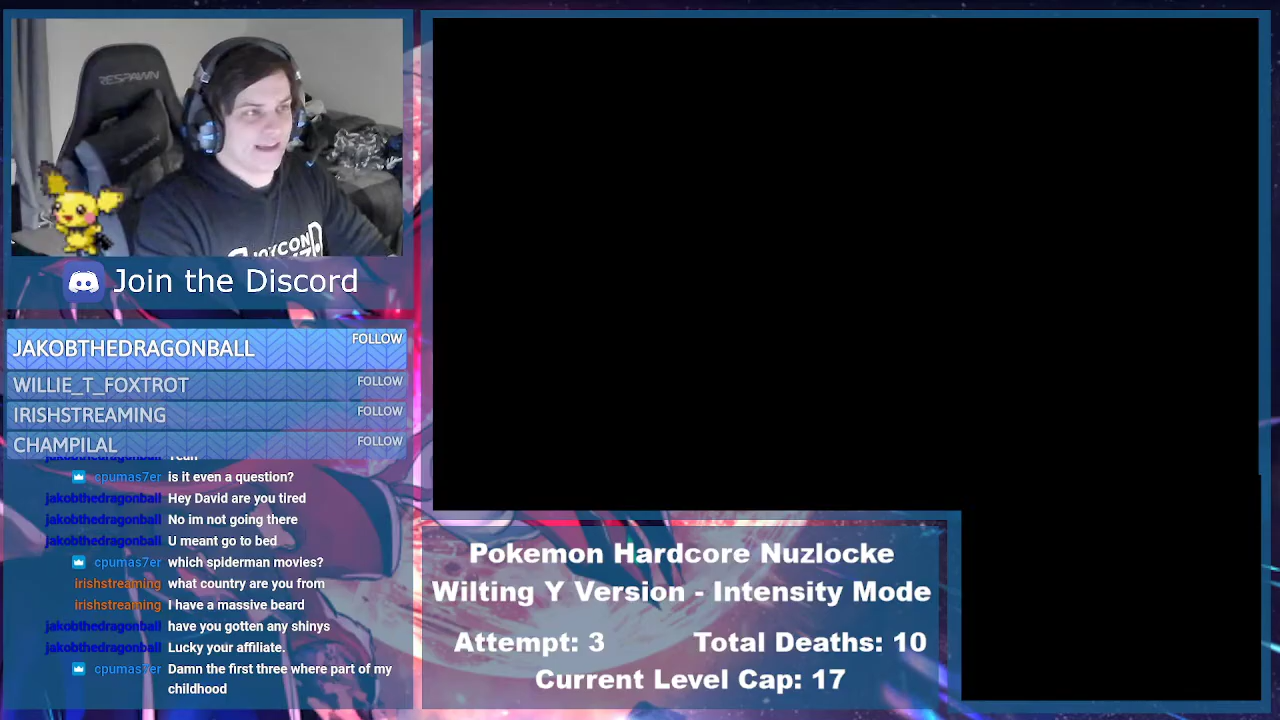 RESPAWN
Join the Discord
JAKOBTHEDRAGONBALL FOLLOW
WILLIE_T_FOXTROT FOLLOW
IRISHSTREAMING FOLLOW
CHAMPILAL FOLLOW
jakobthedragonball Yeah
cpumas7er is it even a question?
jakobthedragonball Hey David are you tired
jakobthedragonball No im not going there
jakobthedragonball U meant go to bed
cpumas7er which spiderman movies?
irishstreaming what country are you from
irishstreaming I have a massive beard
jakobthedragonball have you gotten any shinys
jakobthedragonball Lucky your affiliate.
cpumas7er Damn the first three where part of my
childhood
Pokemon Hardcore Nuzlocke
Wilting Y Version - Intensity Mode
Attempt: 3 Total Deaths: 10
Current Level Cap: 17